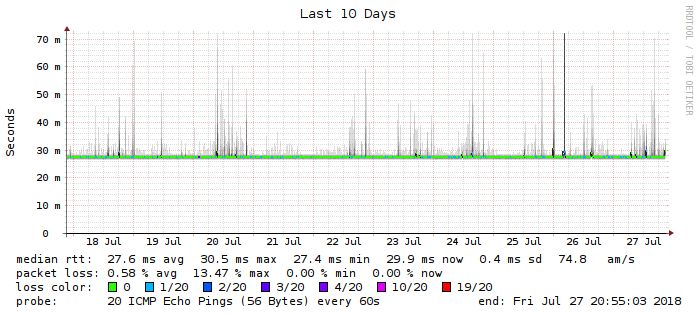 Last 10 Days
RRDTOOL / TOBI OETIKER
Seconds
70 m
60 m
50 m
40 m
30 m
20 m
10 m
0
18 Jul 19 Jul 20 Jul 21 Jul 22 Jul 23 Jul 24 Jul 25 Jul 26 Jul 27 Jul
median rtt: 27.6 ms avg 30.5 ms max 27.4 ms min 29.9 ms now 0.4 ms sd 74.8 am/s
packet loss: 0.58 % avg 13.47 % max 0.00 % min 0.00 % now
loss color: 0 1/20 2/20 3/20 4/20 10/20 19/20
probe: 20 ICMP Echo Pings (56 Bytes) every 60s end: Fri Jul 27 20:55:03 2018